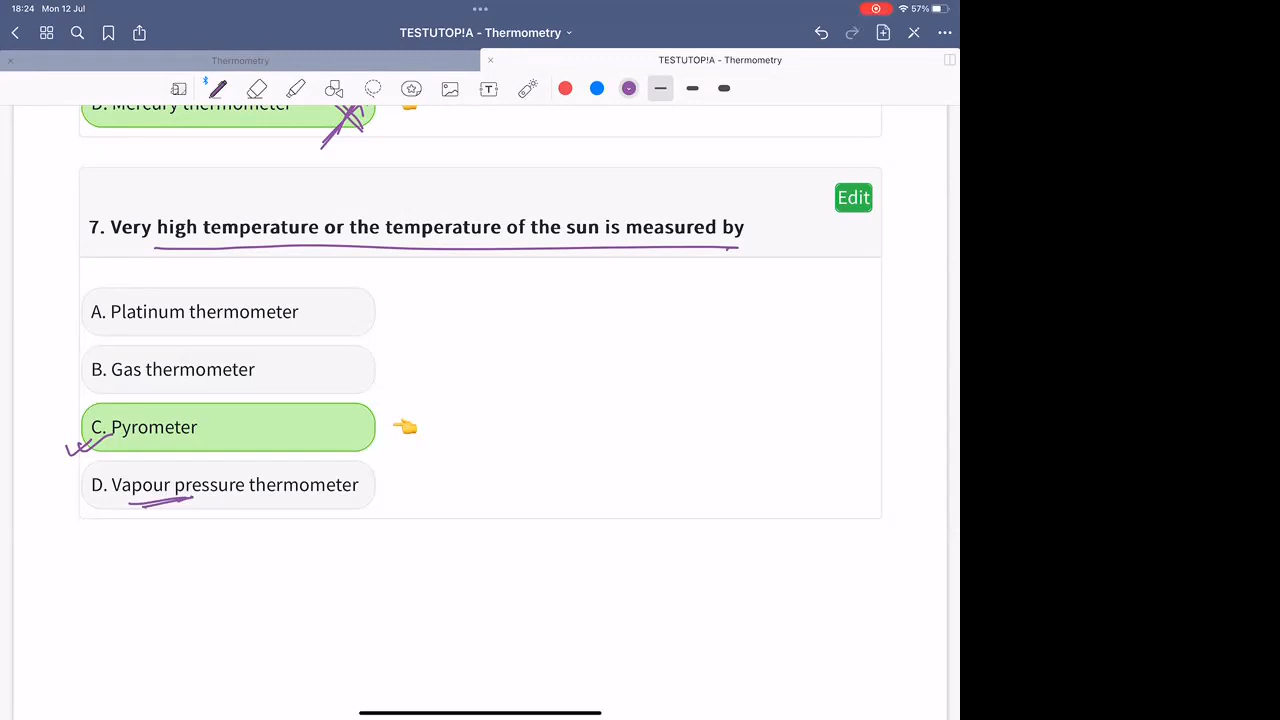 18:24 Mon 12 Jul
57%
TESTUTOP!A - Thermometry
Thermometry
TESTUTOP!A - Thermometry
D. Mercury thermometer
Edit
7. Very high temperature or the temperature of the sun is measured by
A. Platinum thermometer
B. Gas thermometer
C. Pyrometer
D. Vapour pressure thermometer